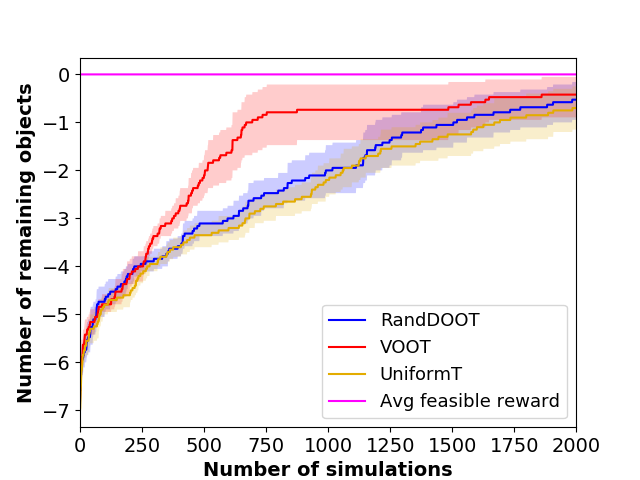 Number of remaining objects
0
−1
−2
−3
−4
−5
−6
−7
RandDOOT
VOOT
UniformT
Avg feasible reward
0 250 500 750 1000 1250 1500 1750 2000
Number of simulations